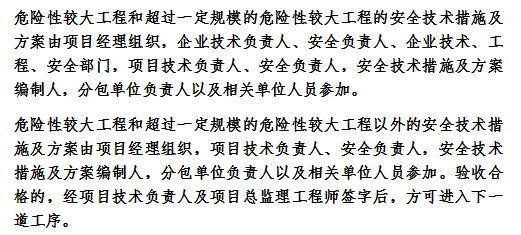 危险性较大工程和超过一定规模的危险性较大工程的安全技术措施及
方案由项目经理组织，企业技术负责人、安全负责人、企业技术、工
程、安全部门，项目技术负责人、安全负责人，安全技术措施及方案
编制人，分包单位负责人以及相关单位人员参加。
危险性较大工程和超过一定规模的危险性较大工程以外的安全技术措
施及方案由项目经理组织，项目技术负责人、安全负责人，安全技术
措施及方案编制人，分包单位负责人以及相关单位人员参加。验收合
格的，经项目技术负责人及项目总监理工程师签字后，方可进入下一
道工序。